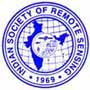 INDIAN SOCIETY OF REMOTE SENSING
• 1969 •